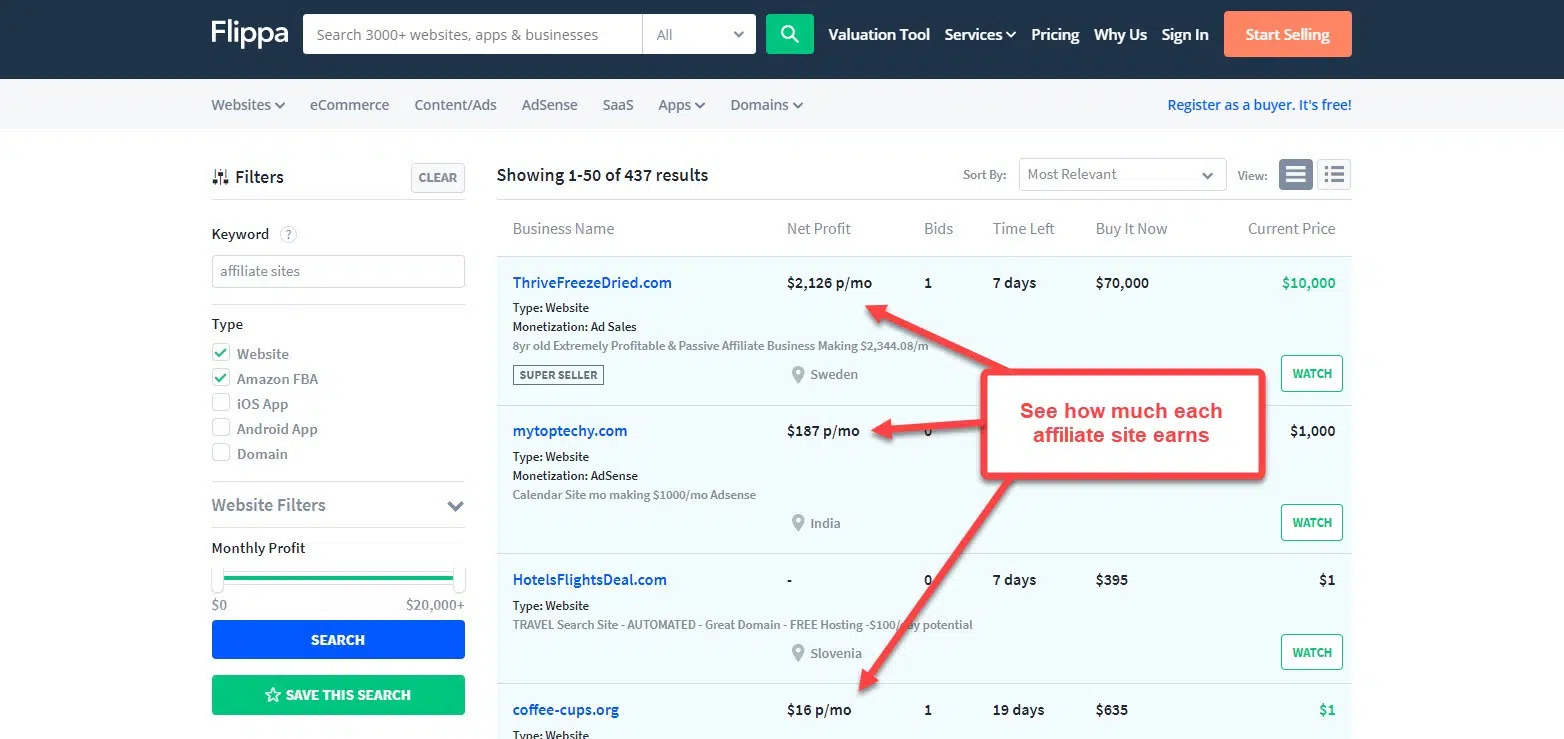 Flippa
Search 3000+ websites, apps & businesses
All
Valuation Tool Services Pricing Why Us Sign In Start Selling
Websites eCommerce Content/Ads AdSense SaaS Apps Domains Register as a buyer. It's free!
Filters CLEAR
Keyword ?
affiliate sites
Type
Website
Amazon FBA
iOS App
Android App
Domain
Website Filters
Monthly Profit
$0 $20,000+
SEARCH
SAVE THIS SEARCH
Showing 1-50 of 437 results Sort By: Most Relevant View:
Business Name Net Profit Bids Time Left Buy It Now Current Price
ThriveFreezeDried.com $2,126 p/mo 1 7 days $70,000 $10,000
Type: Website
Monetization: Ad Sales
8yr old Extremely Profitable & Passive Affiliate Business Making $2,344.08/m
SUPER SELLER Sweden WATCH
See how much each
affiliate site earns
mytoptechy.com $187 p/mo 0 $1,000
Type: Website
Monetization: AdSense
Calendar Site mo making $1000/mo Adsense
India WATCH
HotelsFlightsDeal.com - 0 7 days $395 $1
Type: Website
TRAVEL Search Site - AUTOMATED - Great Domain - FREE Hosting -$100/day potential
Slovenia WATCH
coffee-cups.org $16 p/mo 1 19 days $635 $1
Type: Website